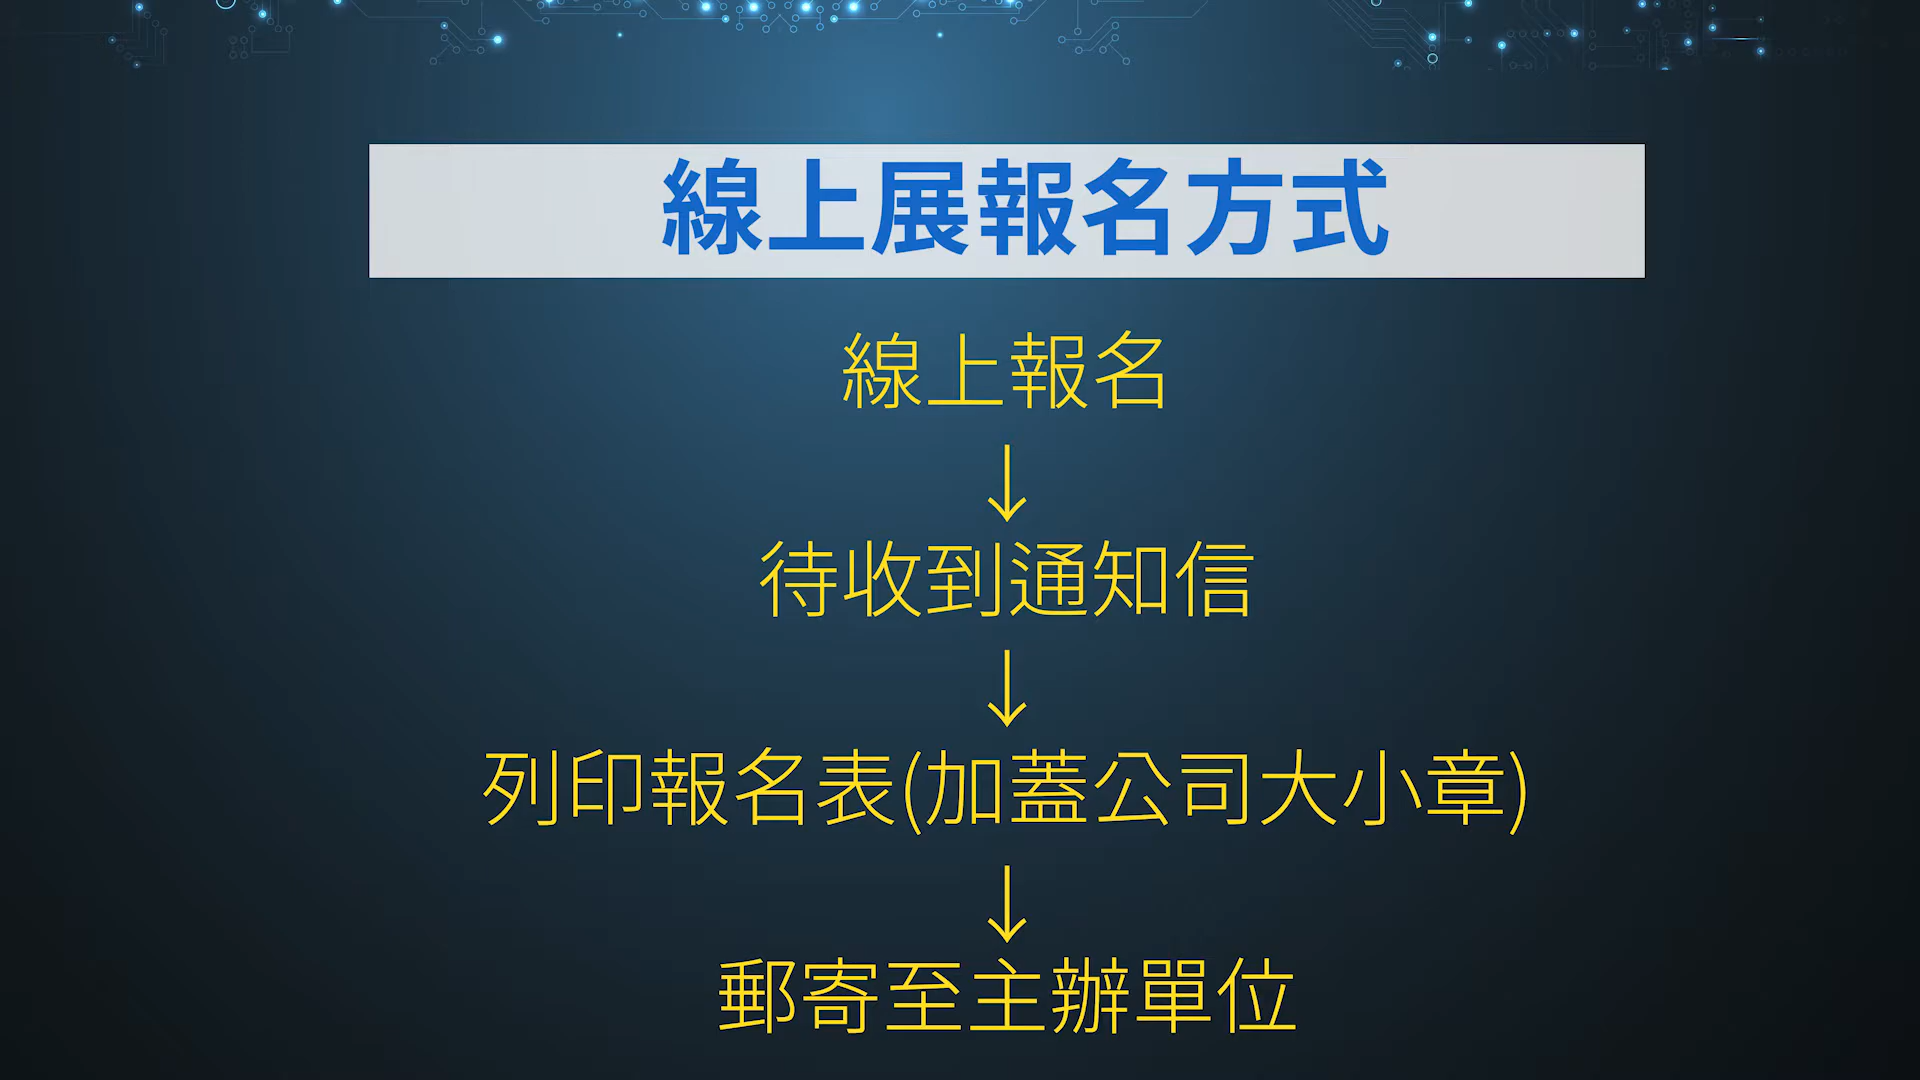 線上展報名方式
線上報名
↓
待收到通知信
↓
列印報名表(加蓋公司大小章)
↓
郵寄至主辦單位